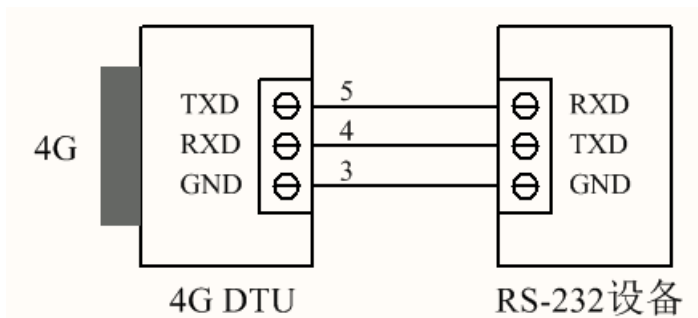 TXD 5 RXD
RXD 4 TXD
4G
GND 3 GND
4G DTU RS-232设备